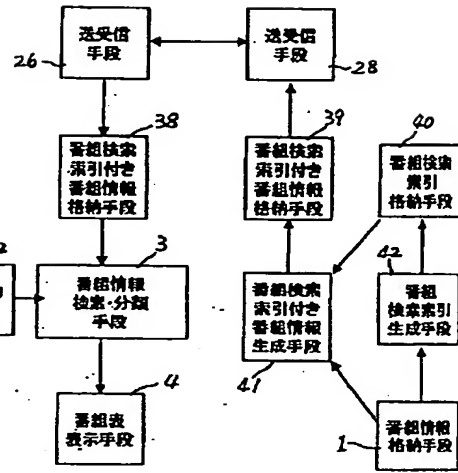 送受信
手段
26
送受信
手段
28
38
番組検索
索引付き
番組情報
格納手段
39
番組検索
索引付き
番組情報
格納手段
40
番組検索
索引
格納手段
3
番組情報
検索・分類
手段
番組検索
索引付き
番組情報
生成手段
41
42
番組
検索索引
生成手段
4
番組表
表示手段
番組情報
格納手段
1